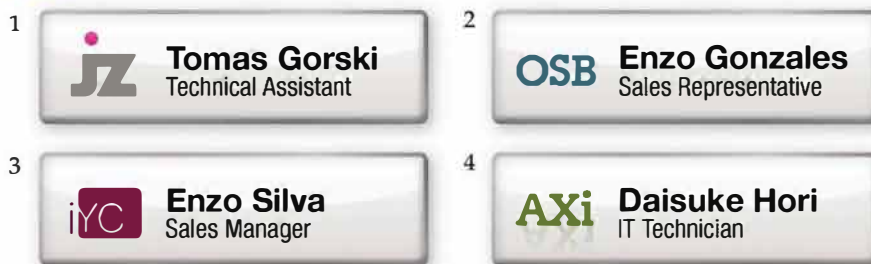 1
JZ
Tomas Gorski
Technical Assistant
2
OSB
Enzo Gonzales
Sales Representative
3
iYC
Enzo Silva
Sales Manager
4
AXi
Daisuke Hori
IT Technician